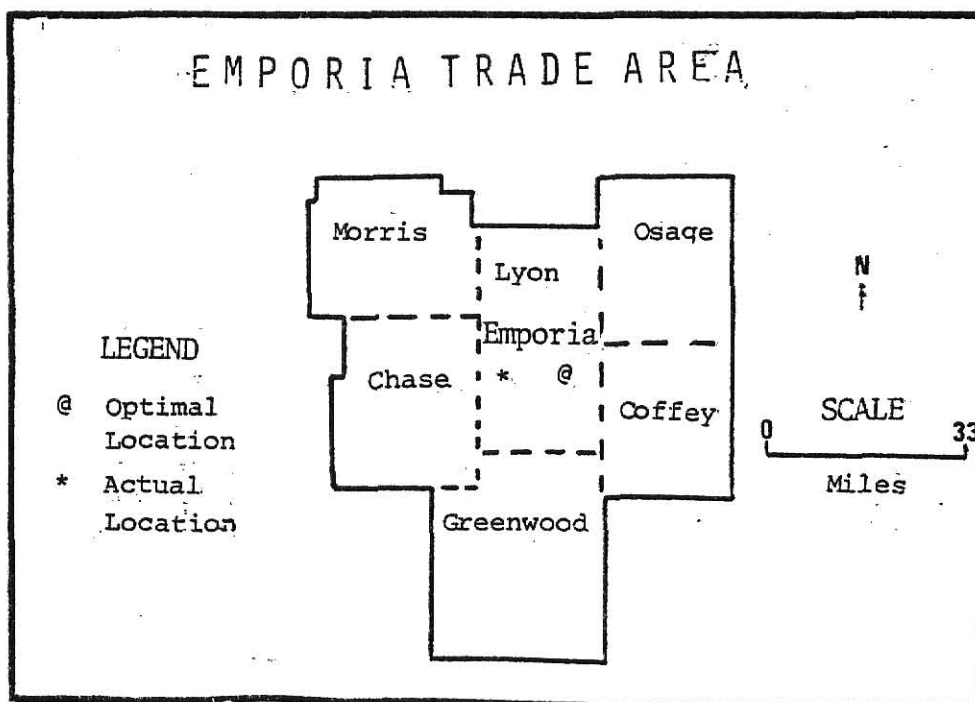 EMPORIA TRADE AREA
Morris
Osage
Lyon
N
Emporia
LEGEND
Chase
* @
@ Optimal
Location
Coffey
SCALE
0 33
* Actual
Location
Miles
Greenwood